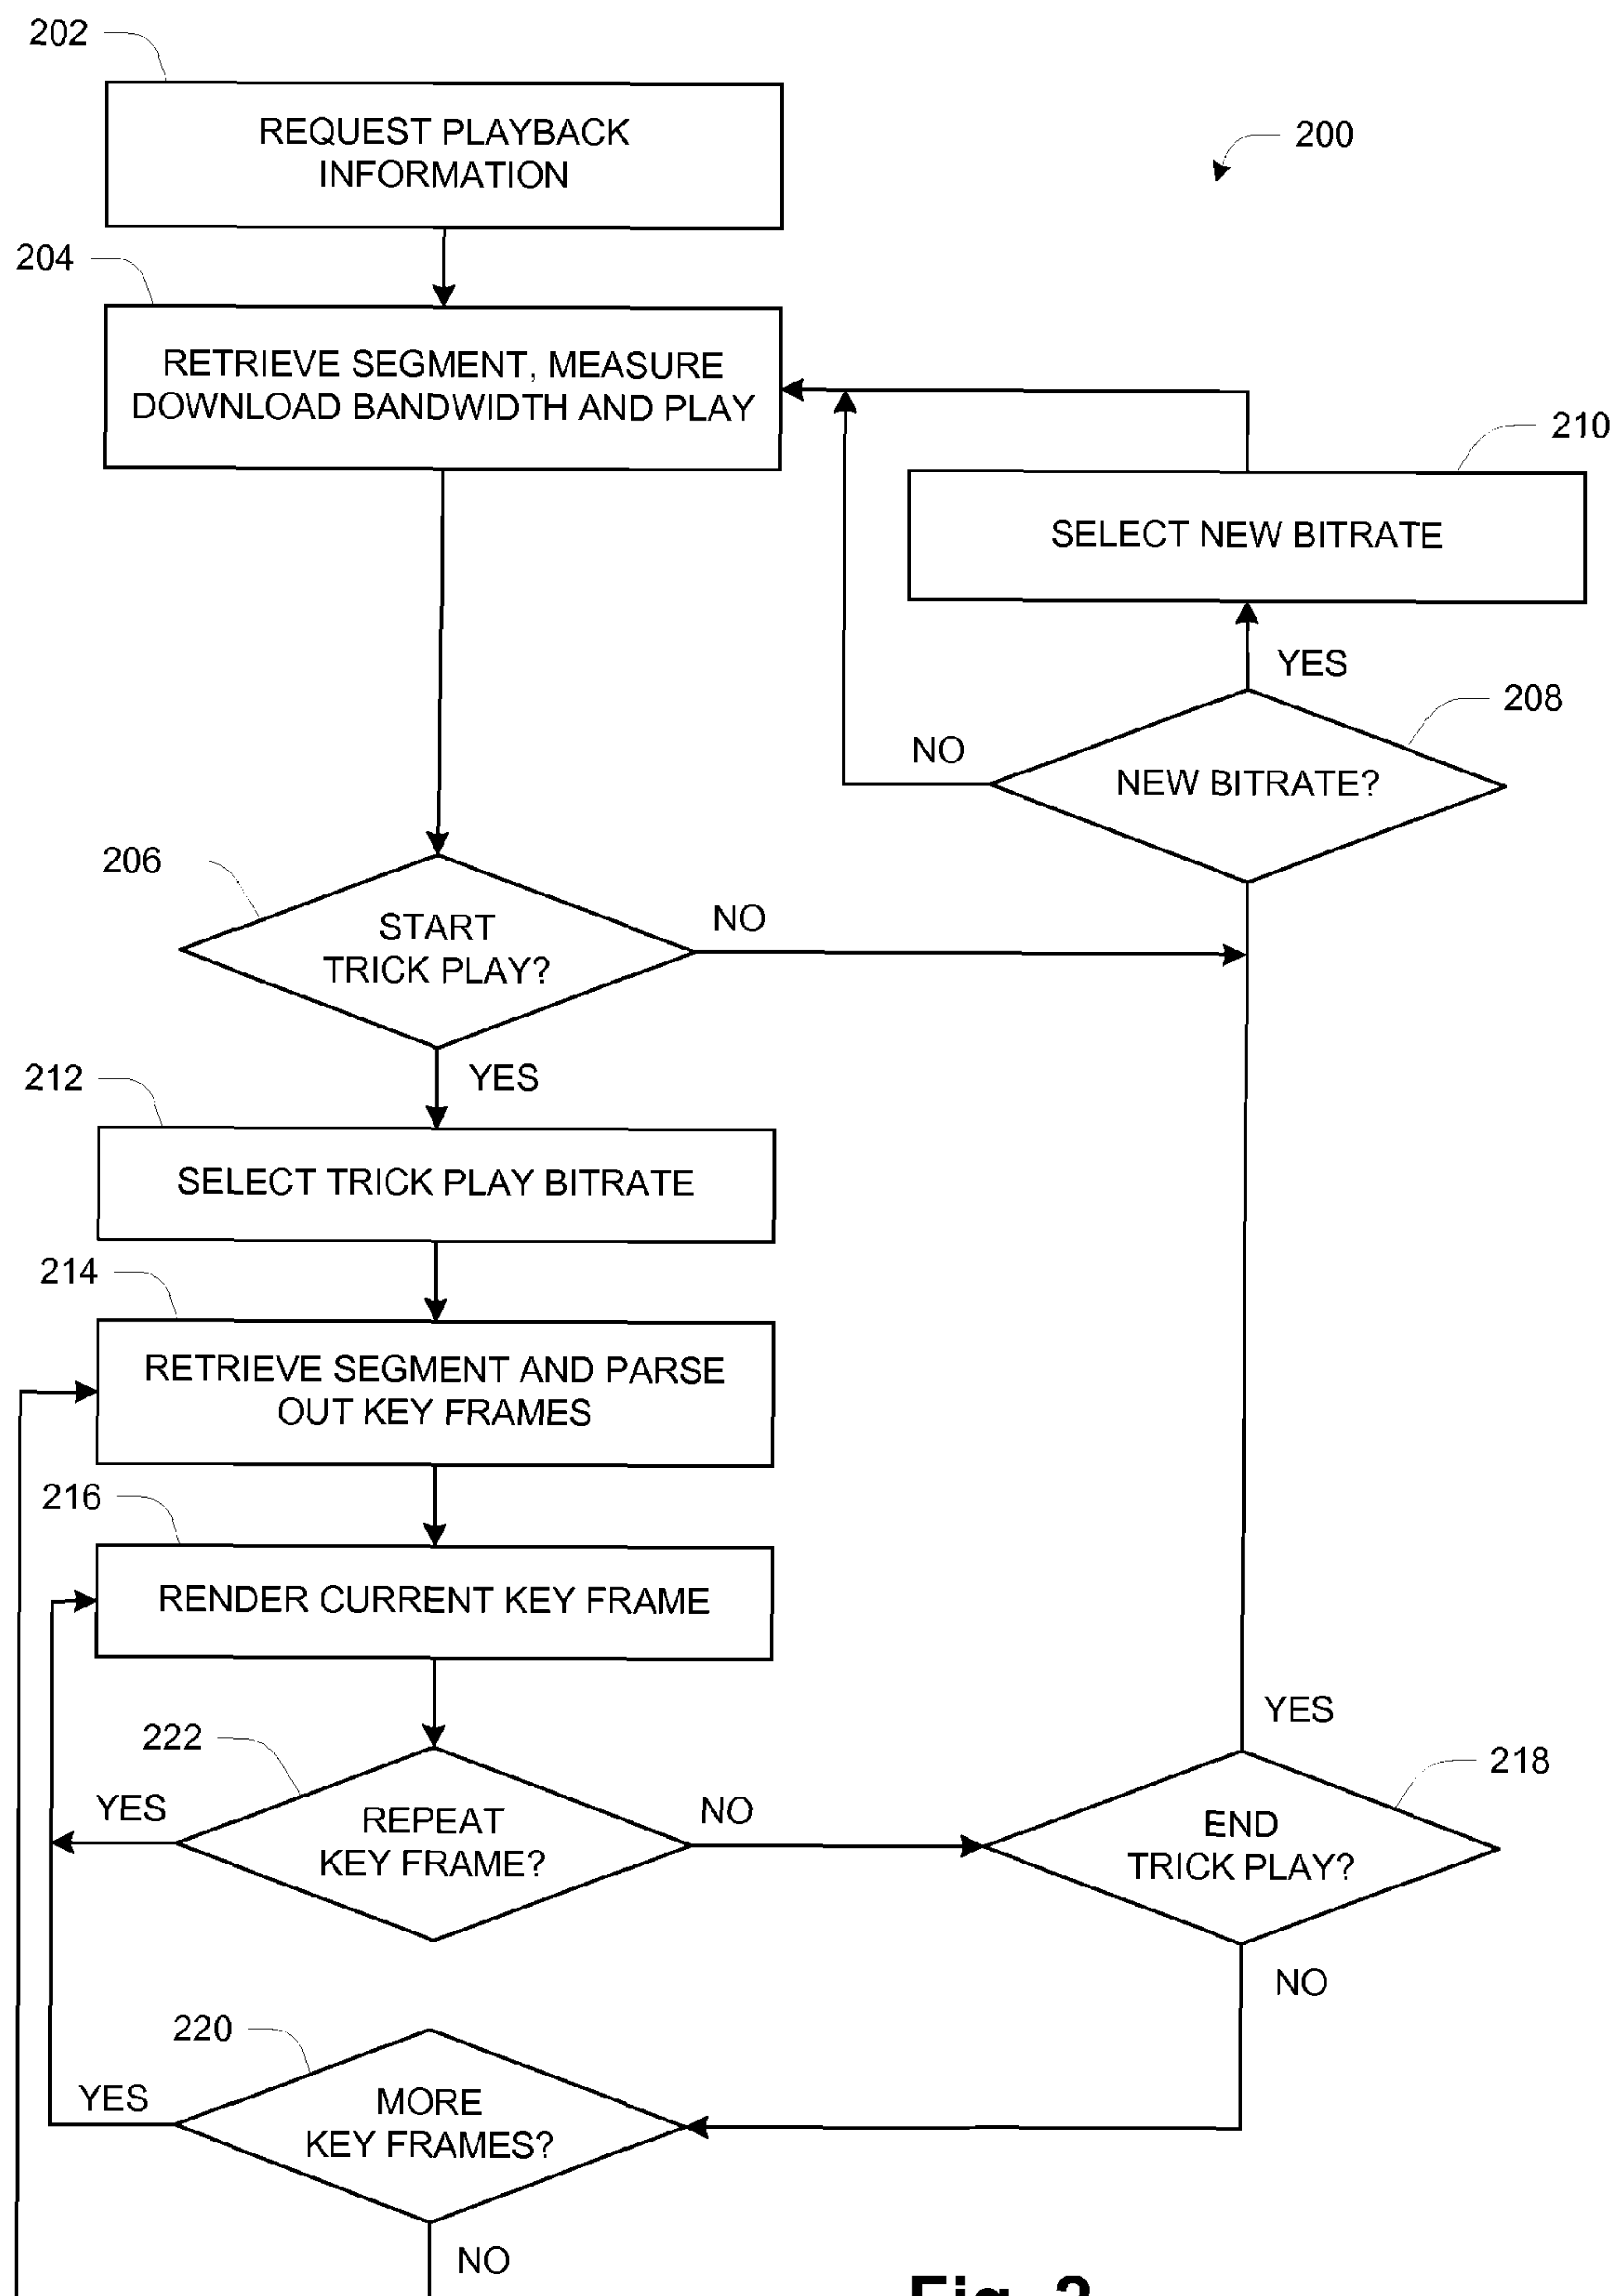 202
REQUEST PLAYBACK
INFORMATION
200
204
RETRIEVE SEGMENT, MEASURE
DOWNLOAD BANDWIDTH AND PLAY
210
SELECT NEW BITRATE
YES
208
NO
NEW BITRATE?
206
START
TRICK PLAY?
NO
YES
212
SELECT TRICK PLAY BITRATE
214
RETRIEVE SEGMENT AND PARSE
OUT KEY FRAMES
216
RENDER CURRENT KEY FRAME
YES
222
218
YES
REPEAT
KEY FRAME?
NO
END
TRICK PLAY?
NO
220
YES
MORE
KEY FRAMES?
NO